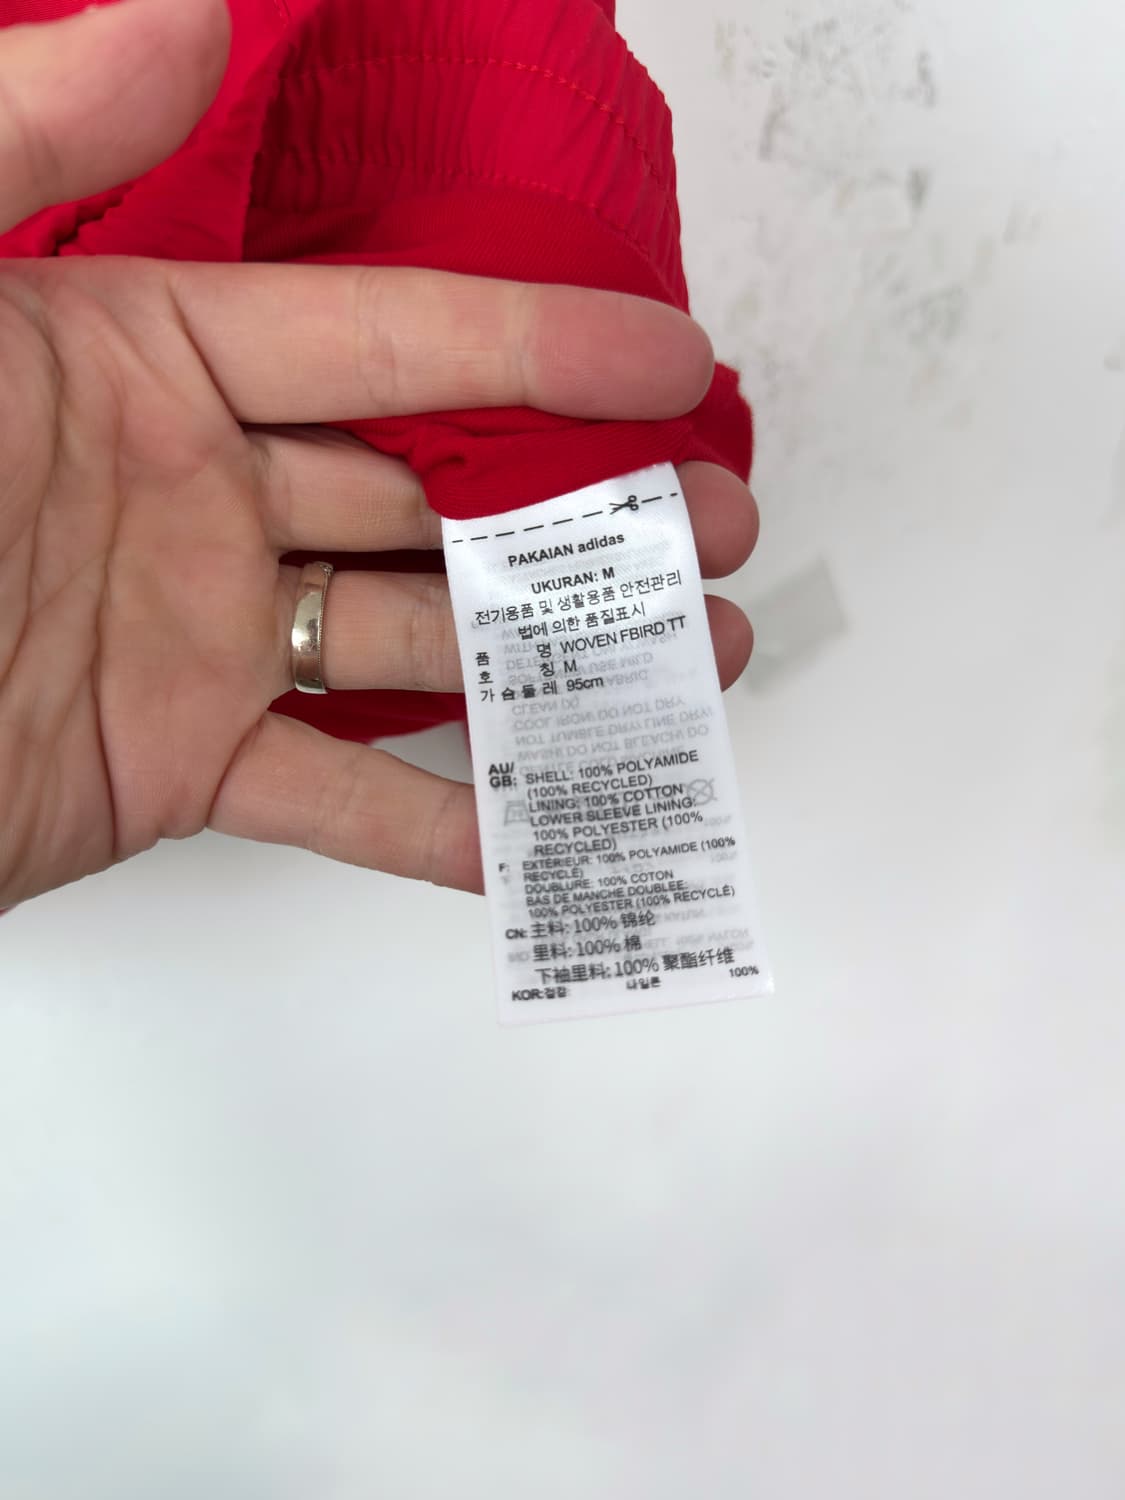 PAKAIAN adidas
UKURAN: M
전기용품 및 생활용품 안전관리
법에 의한 품질표시
품 명 WOVEN FBIRD TT
호 칭 M
가 슴 둘 레 95cm
AU/
GB: SHELL: 100% POLYAMIDE
(100% RECYCLED)
LINING: 100% COTTON
LOWER SLEEVE LINING:
100% POLYESTER (100%
RECYCLED)
F: EXTÉRIEUR: 100% POLYAMIDE (100%
RECYCLÉ)
DOUBLURE: 100% COTON
BAS DE MANCHE DOUBLEE:
100% POLYESTER (100% RECYCLÉ)
CN: 主料: 100% 锦纶
里料: 100% 棉
下袖里料: 100% 聚酯纤维
KOR:겉감: 나일론 100%